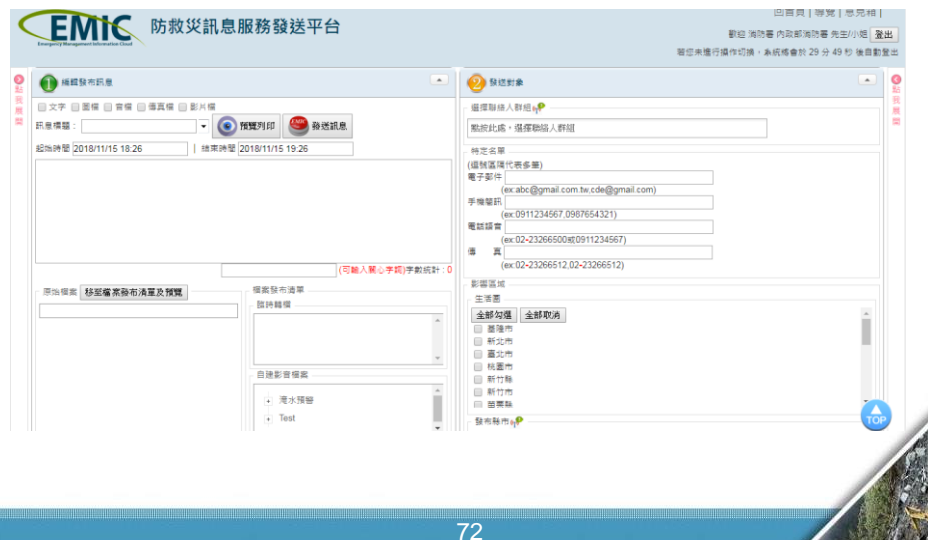 回首頁 | 導覽 | 意見箱 |
EMIC 防救災訊息服務發送平台
Emergency Management Information Cloud
歡迎 消防署 內政部消防署 先生/小姐 登出
若您未進行操作切換，系統將會於 29 分 49 秒 後自動登出
點我展開
1 編輯發布訊息
文字 圖檔 音檔 傳真檔 影片檔
訊息標題： 預覽列印 發送訊息
起始時間 2018/11/15 18:26 | 結束時間 2018/11/15 19:26
(可輸入關心字詞)字數統計：0
原始檔案 移至檔案發布清單及預覽
檔案發布清單
臨時轉檔
自建影音檔案
+ 淹水預警
+ Test
2 發送對象
選擇聯絡人群組
點按此處，選擇聯絡人群組
特定名單
(逗號區隔代表多筆)
電子郵件
(ex:abc@gmail.com.tw,cde@gmail.com)
手機簡訊
(ex:0911234567,0987654321)
電話語音
(ex:02-23266500或0911234567)
傳 真
(ex:02-23266512,02-23266512)
影響區域
生活圈
全部勾選 全部取消
基隆市
新北市
臺北市
桃園市
新竹縣
新竹市
苗栗縣
發布縣市
點我展開
TOP
72